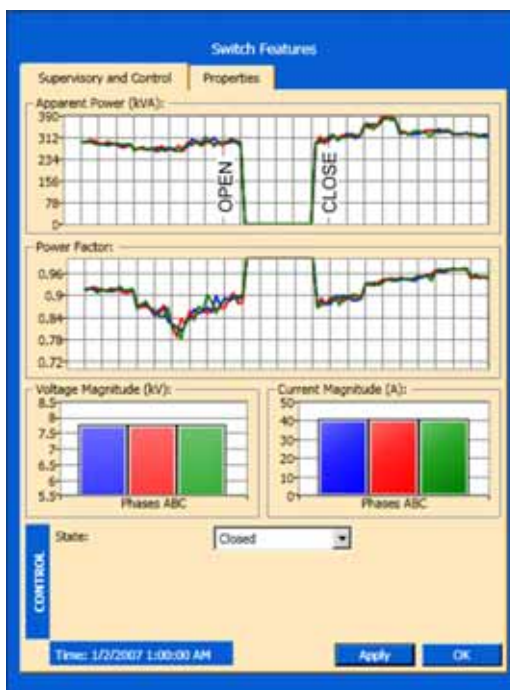 Switch Features
Supervisory and Control Properties
Apparent Power (kVA):
390
312
234
156
78
0
OPEN
CLOSE
Power Factor:
0.96
0.9
0.84
0.78
0.72
Voltage Magnitude (kV):
8.5
8
7.5
7
6.5
6
5.5
Phases ABC
Current Magnitude (A):
50
40
30
20
10
0
Phases ABC
CONTROL
State: Closed
Time: 1/2/2007 1:00:00 AM
Apply OK